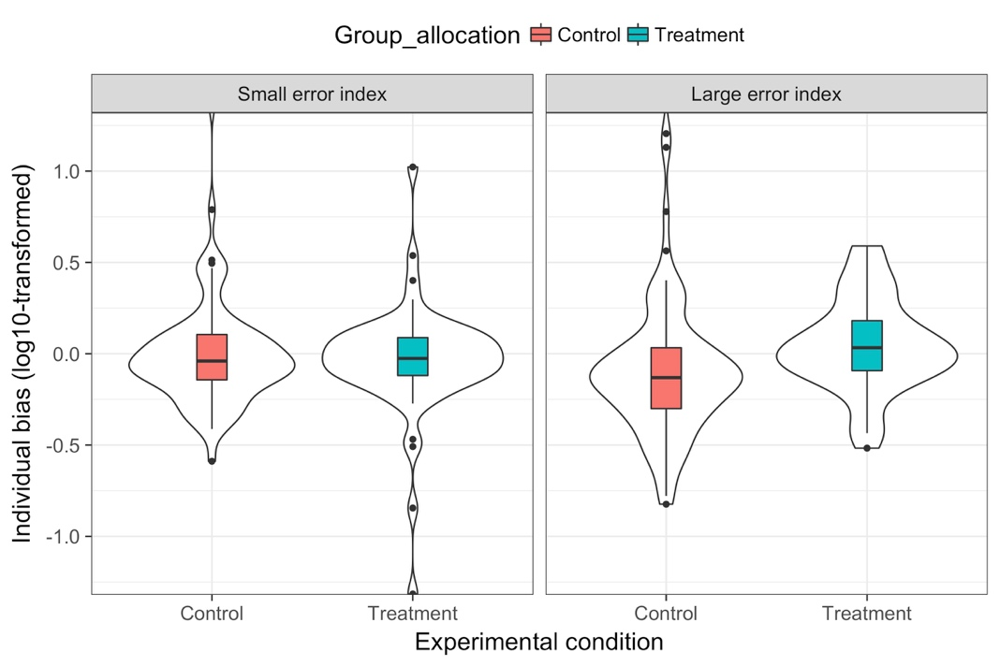 Group_allocation Control Treatment
Small error index
Large error index
Individual bias (log10-transformed)
1.0
0.5
0.0
-0.5
-1.0
Control Treatment Control Treatment
Experimental condition